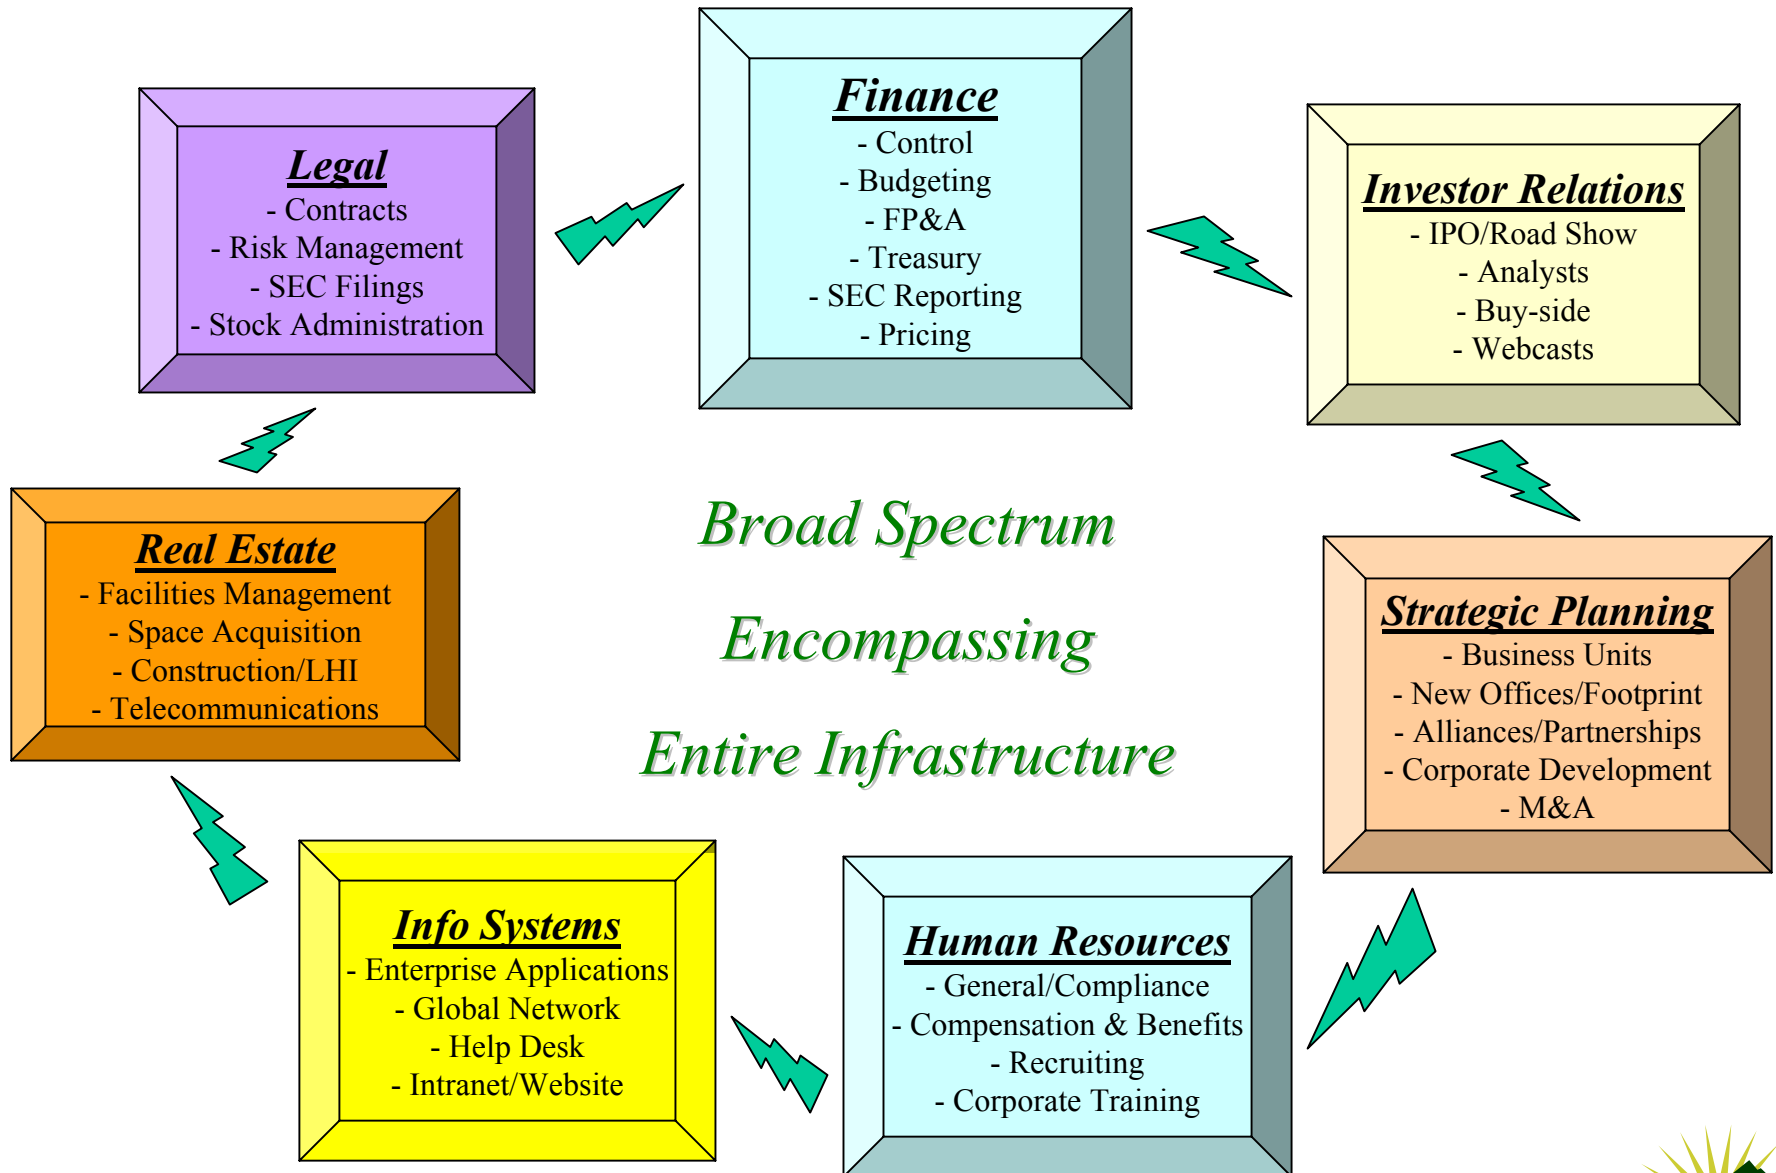 Finance
- Control
- Budgeting
- FP&A
- Treasury
- SEC Reporting
- Pricing
Legal
- Contracts
- Risk Management
- SEC Filings
- Stock Administration
Investor Relations
- IPO/Road Show
- Analysts
- Buy-side
- Webcasts
Broad Spectrum
Encompassing
Entire Infrastructure
Real Estate
- Facilities Management
- Space Acquisition
- Construction/LHI
- Telecommunications
Strategic Planning
- Business Units
- New Offices/Footprint
- Alliances/Partnerships
- Corporate Development
- M&A
Info Systems
- Enterprise Applications
- Global Network
- Help Desk
- Intranet/Website
Human Resources
- General/Compliance
- Compensation & Benefits
- Recruiting
- Corporate Training